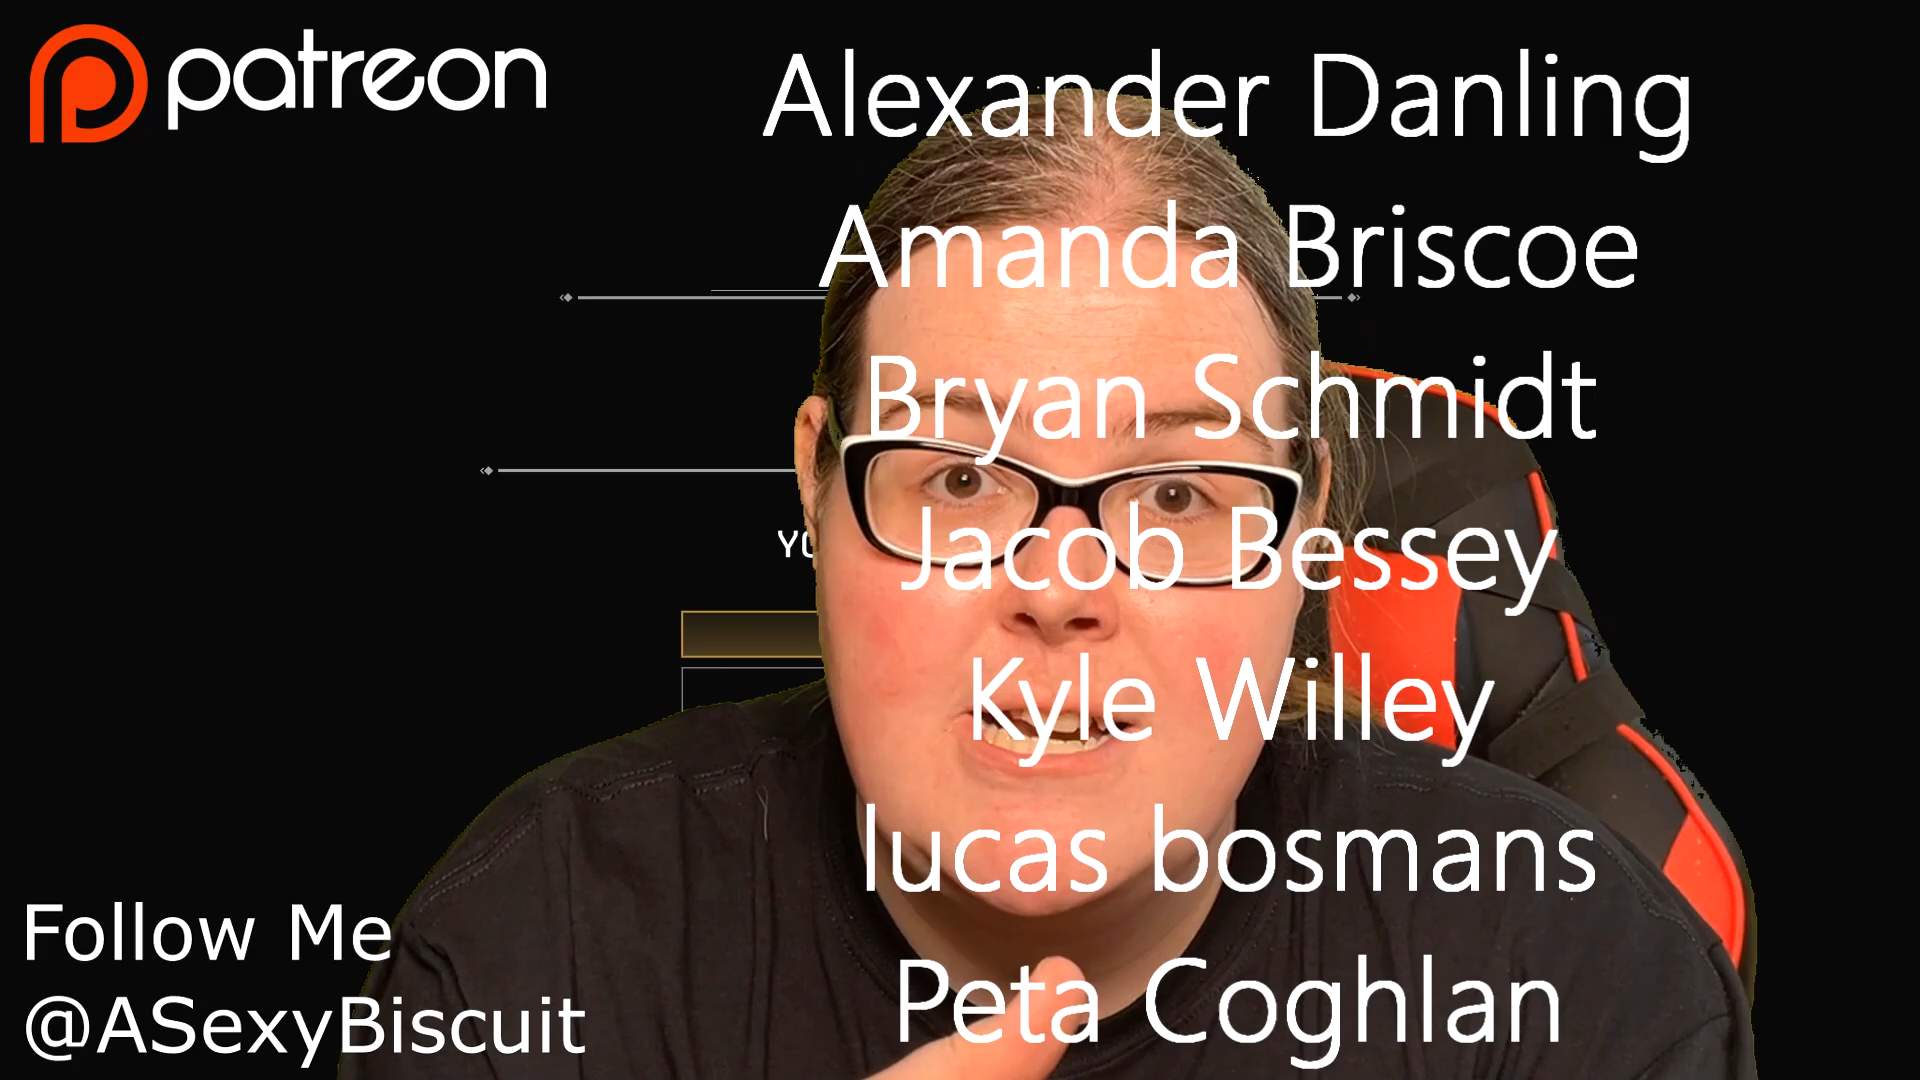 patreon
Alexander Danling
Amanda Briscoe
Bryan Schmidt
Jacob Bessey
Kyle Willey
lucas bosmans
Peta Coghlan
Follow Me
@ASexyBiscuit